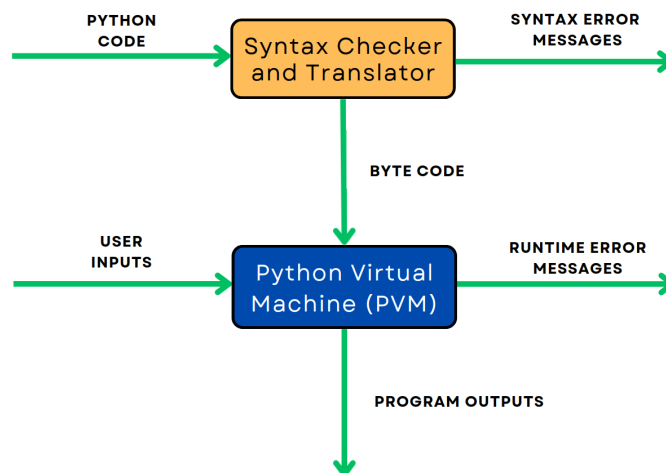 PYTHON
CODE
Syntax Checker
and Translator
SYNTAX ERROR
MESSAGES
BYTE CODE
USER
INPUTS
Python Virtual
Machine (PVM)
RUNTIME ERROR
MESSAGES
PROGRAM OUTPUTS